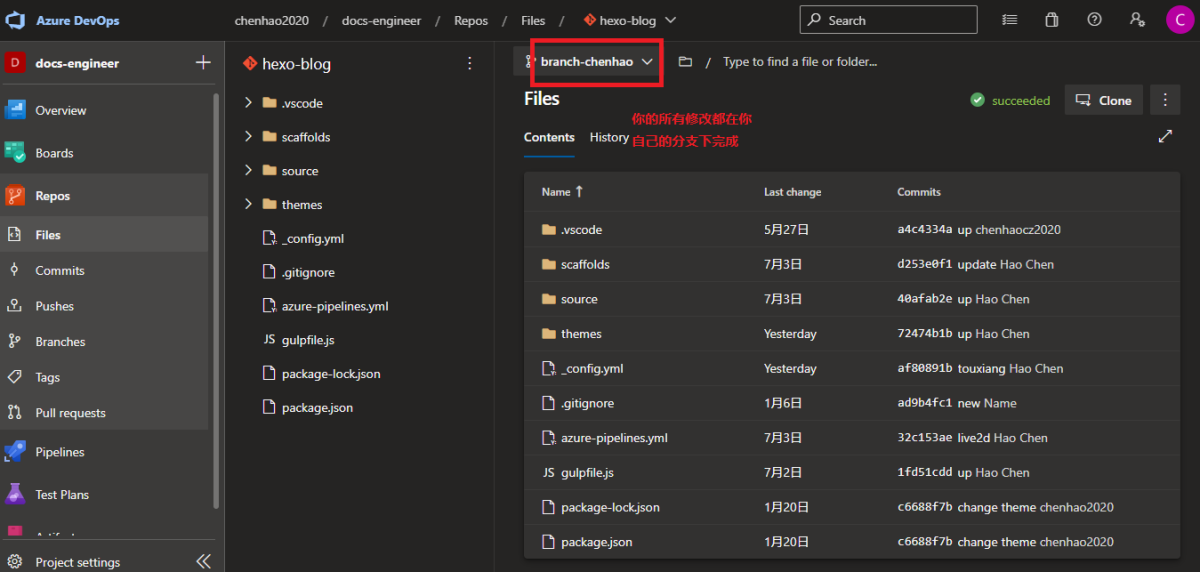 Azure DevOps
chenhao2020 / docs-engineer / Repos / Files / hexo-blog
Search
C
D docs-engineer
Overview
Boards
Repos
Files
Commits
Pushes
Branches
Tags
Pull requests
Pipelines
Test Plans
Project settings
hexo-blog
.vscode
scaffolds
source
themes
_config.yml
.gitignore
azure-pipelines.yml
JS gulpfile.js
package-lock.json
package.json
branch-chenhao / Type to find a file or folder...
Files
succeeded
Clone
你的所有修改都在你
自己的分支下完成
Contents History
Name ↑ Last change Commits
.vscode 5月27日 a4c4334a up chenhaocz2020
scaffolds 7月3日 d253e0f1 update Hao Chen
source 7月3日 40afab2e up Hao Chen
themes Yesterday 72474b1b up Hao Chen
_config.yml Yesterday af80891b touxiang Hao Chen
.gitignore 1月6日 ad9b4fc1 new Name
azure-pipelines.yml 7月3日 32c153ae live2d Hao Chen
JS gulpfile.js 7月2日 1fd51cdd up Hao Chen
package-lock.json 1月20日 c6688f7b change theme chenhao2020
package.json 1月20日 c6688f7b change theme chenhao2020